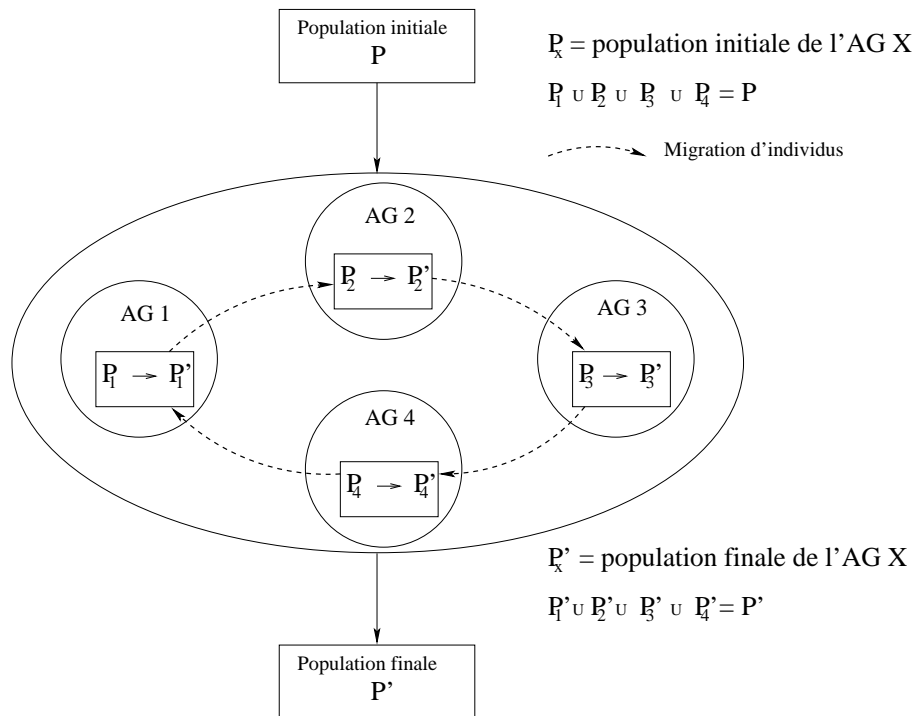 Population initiale
P
Pₓ = population initiale de l'AG X
P₁ ∪ P₂ ∪ P₃ ∪ P₄ = P
Migration d'individus
AG 2
P₂ → P₂'
AG 1
P₁ → P₁'
AG 3
P₃ → P₃'
AG 4
P₄ → P₄'
Pₓ' = population finale de l'AG X
P₁' ∪ P₂' ∪ P₃' ∪ P₄' = P'
Population finale
P'